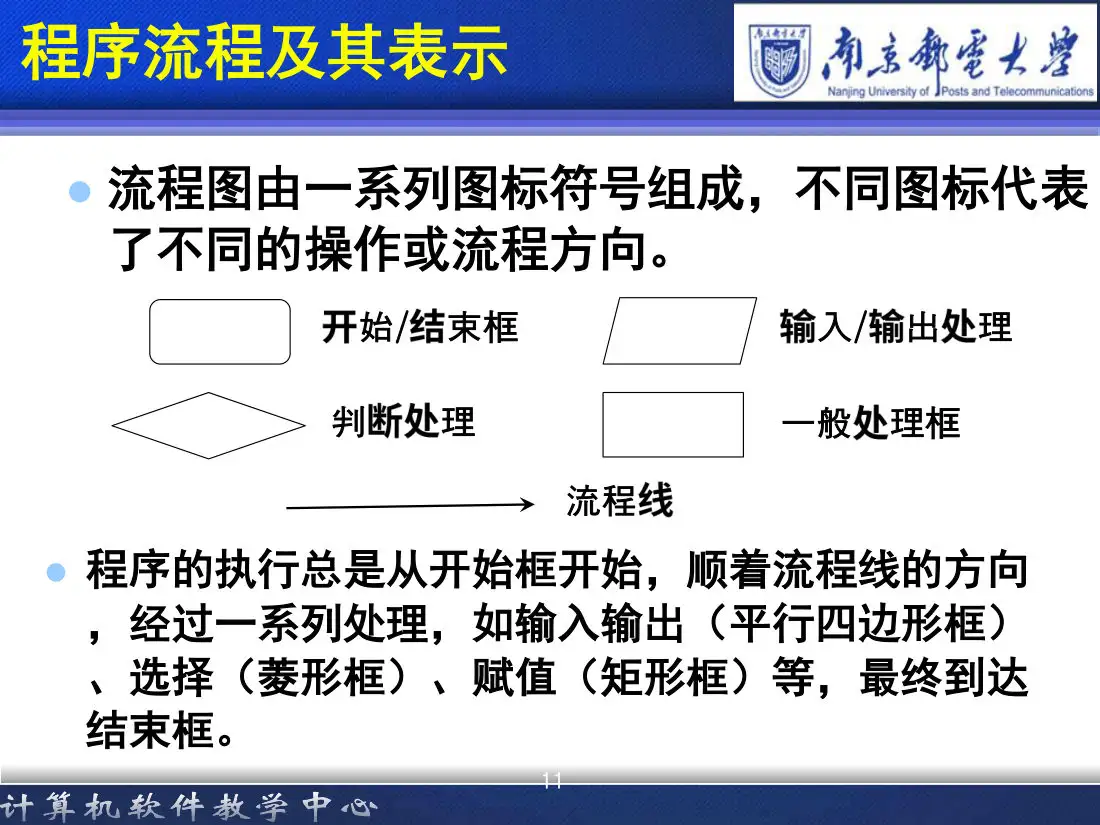 程序流程及其表示
南京郵電大學
Nanjing University of Posts and Telecommunications
流程图由一系列图标符号组成，不同图标代表
了不同的操作或流程方向。
开始/结束框
输入/输出处理
判断处理
一般处理框
流程线
程序的执行总是从开始框开始，顺着流程线的方向
，经过一系列处理，如输入输出（平行四边形框）
、选择（菱形框）、赋值（矩形框）等，最终到达
结束框。
11
计算机软件教学中心